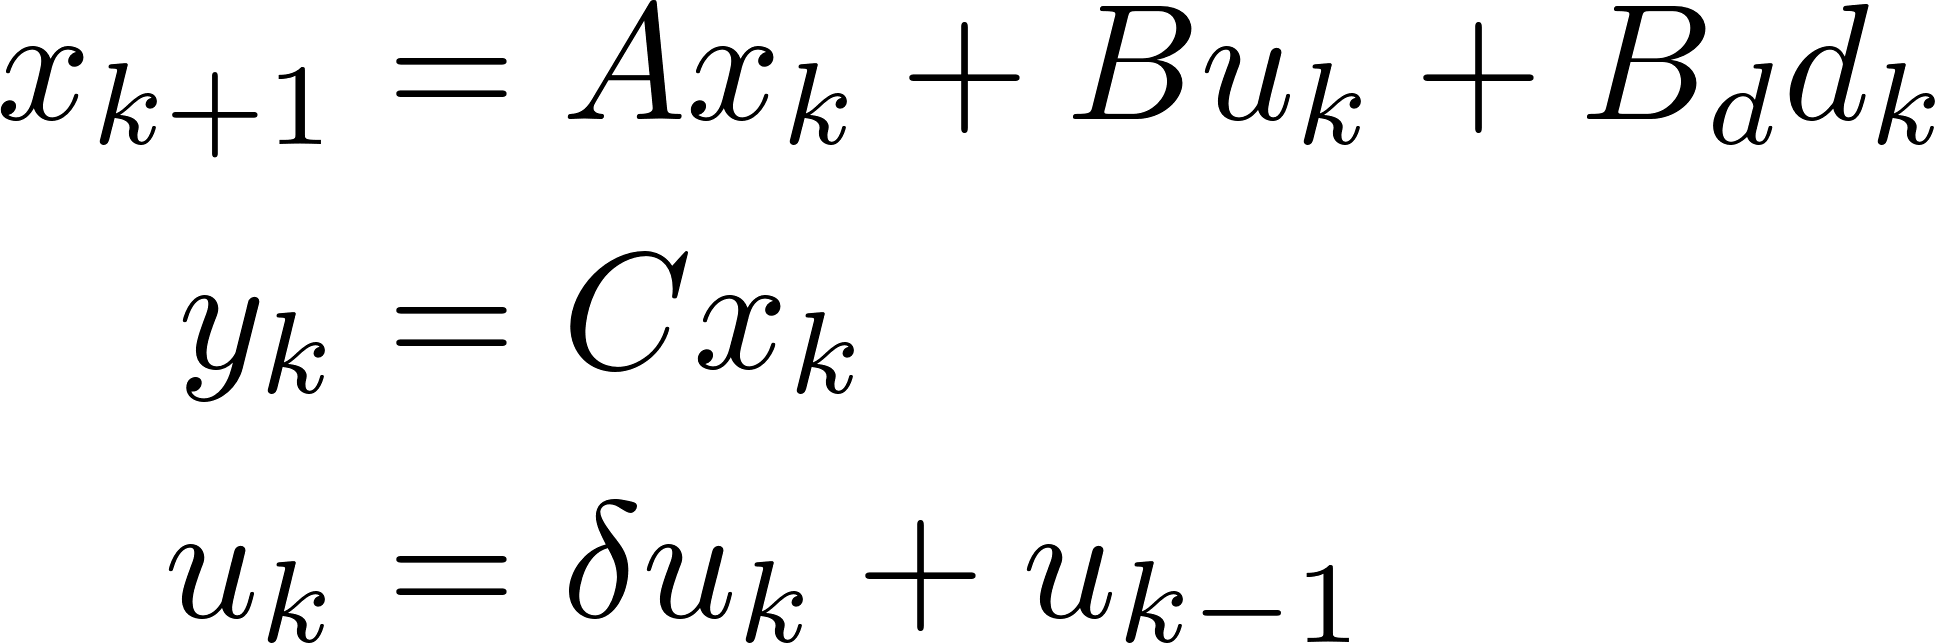 x_{k+1} = Ax_k + Bu_k + B_d d_k
y_k = Cx_k
u_k = δu_k + u_{k−1}